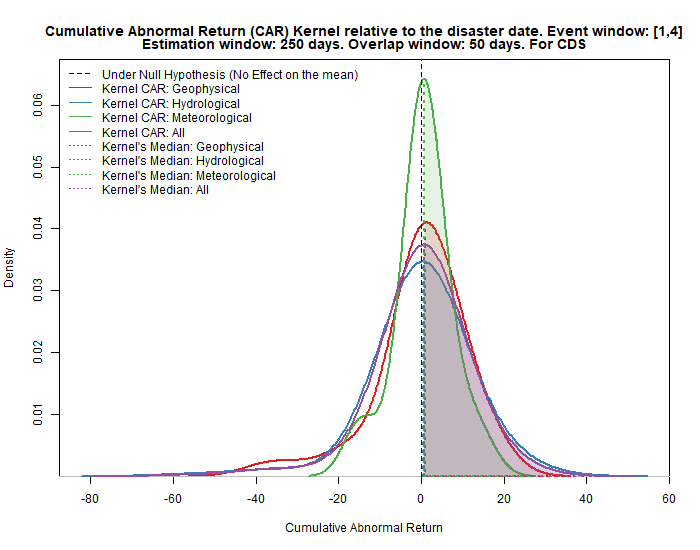 Cumulative Abnormal Return (CAR) Kernel relative to the disaster date. Event window: [1,4]
Estimation window: 250 days. Overlap window: 50 days. For CDS
Under Null Hypothesis (No Effect on the mean)
Kernel CAR: Geophysical
Kernel CAR: Hydrological
Kernel CAR: Meteorological
Kernel CAR: All
Kernel's Median: Geophysical
Kernel's Median: Hydrological
Kernel's Median: Meteorological
Kernel's Median: All
Density
0.06
0.05
0.04
0.03
0.02
0.01
-80 -60 -40 -20 0 20 40 60
Cumulative Abnormal Return